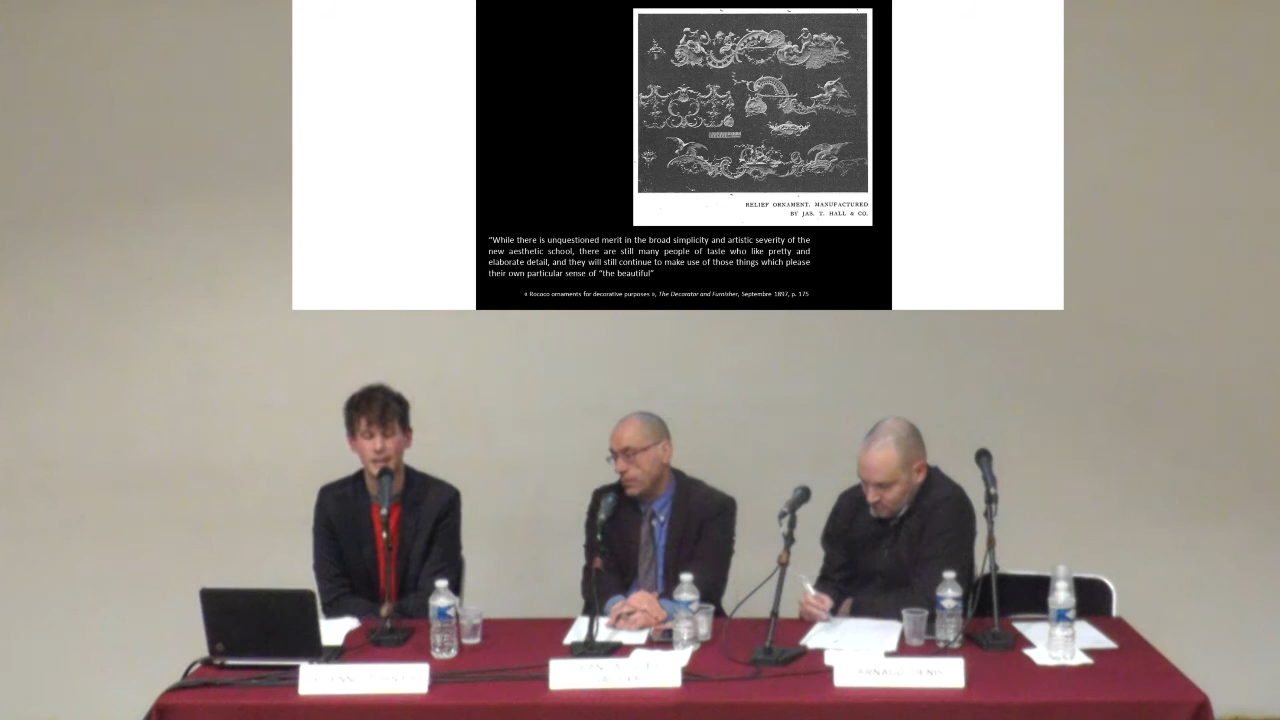 RELIEF ORNAMENT. MANUFACTURED
BY JAS. T. HALL & CO.
“While there is unquestioned merit in the broad simplicity and artistic severity of the
new aesthetic school, there are still many people of taste who like pretty and
elaborate detail, and they will still continue to make use of those things which please
their own particular sense of “the beautiful”
« Rococo ornaments for decorative purposes », The Decorator and Furnisher, Septembre 1897, p. 175
ARNAUD DENIS